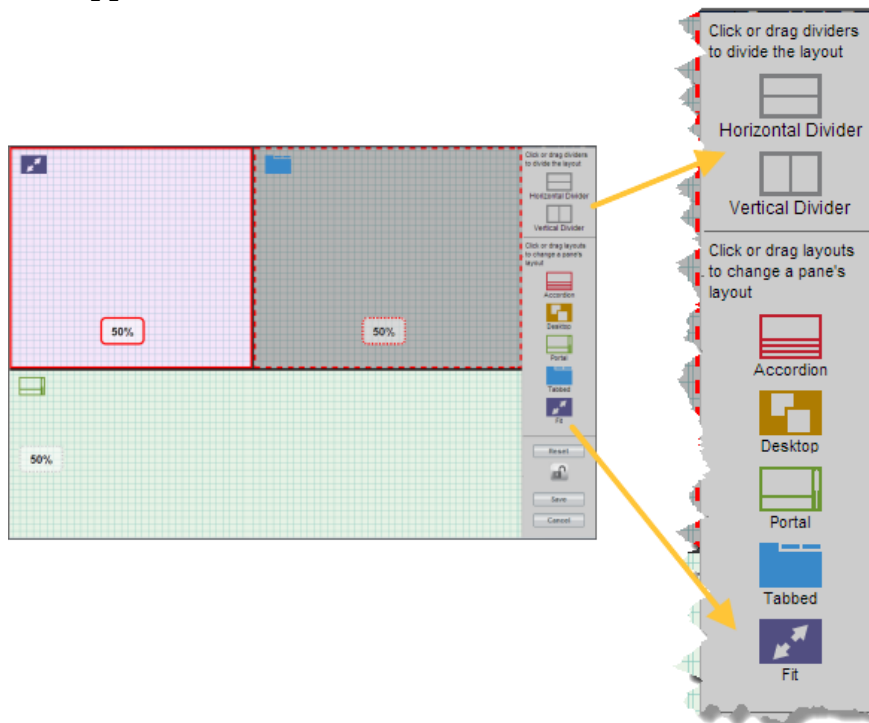 Click or drag dividers
to divide the layout
Horizontal Divider
Vertical Divider
Click or drag layouts
to change a pane's
layout
Accordion
Desktop
Portal
Tabbed
Fit
50%
50%
50%
Click or drag dividers
to divide the layout
Horizontal Divider
Vertical Divider
Click or drag layouts
to change a pane's
layout
Accordion
Desktop
Portal
Tabbed
Fit
Reset
Save
Cancel